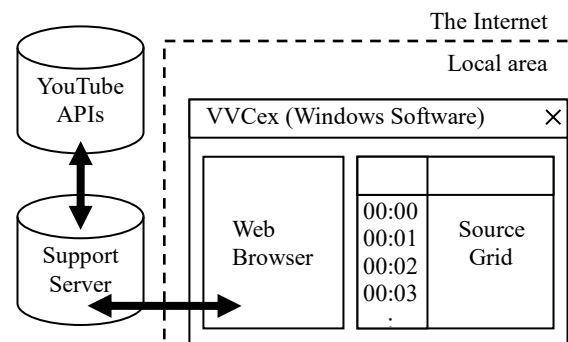 The Internet
Local area
YouTube
APIs
VVCex (Windows Software) ×
Web
Browser
00:00
00:01
00:02
00:03
:
Source
Grid
Support
Server